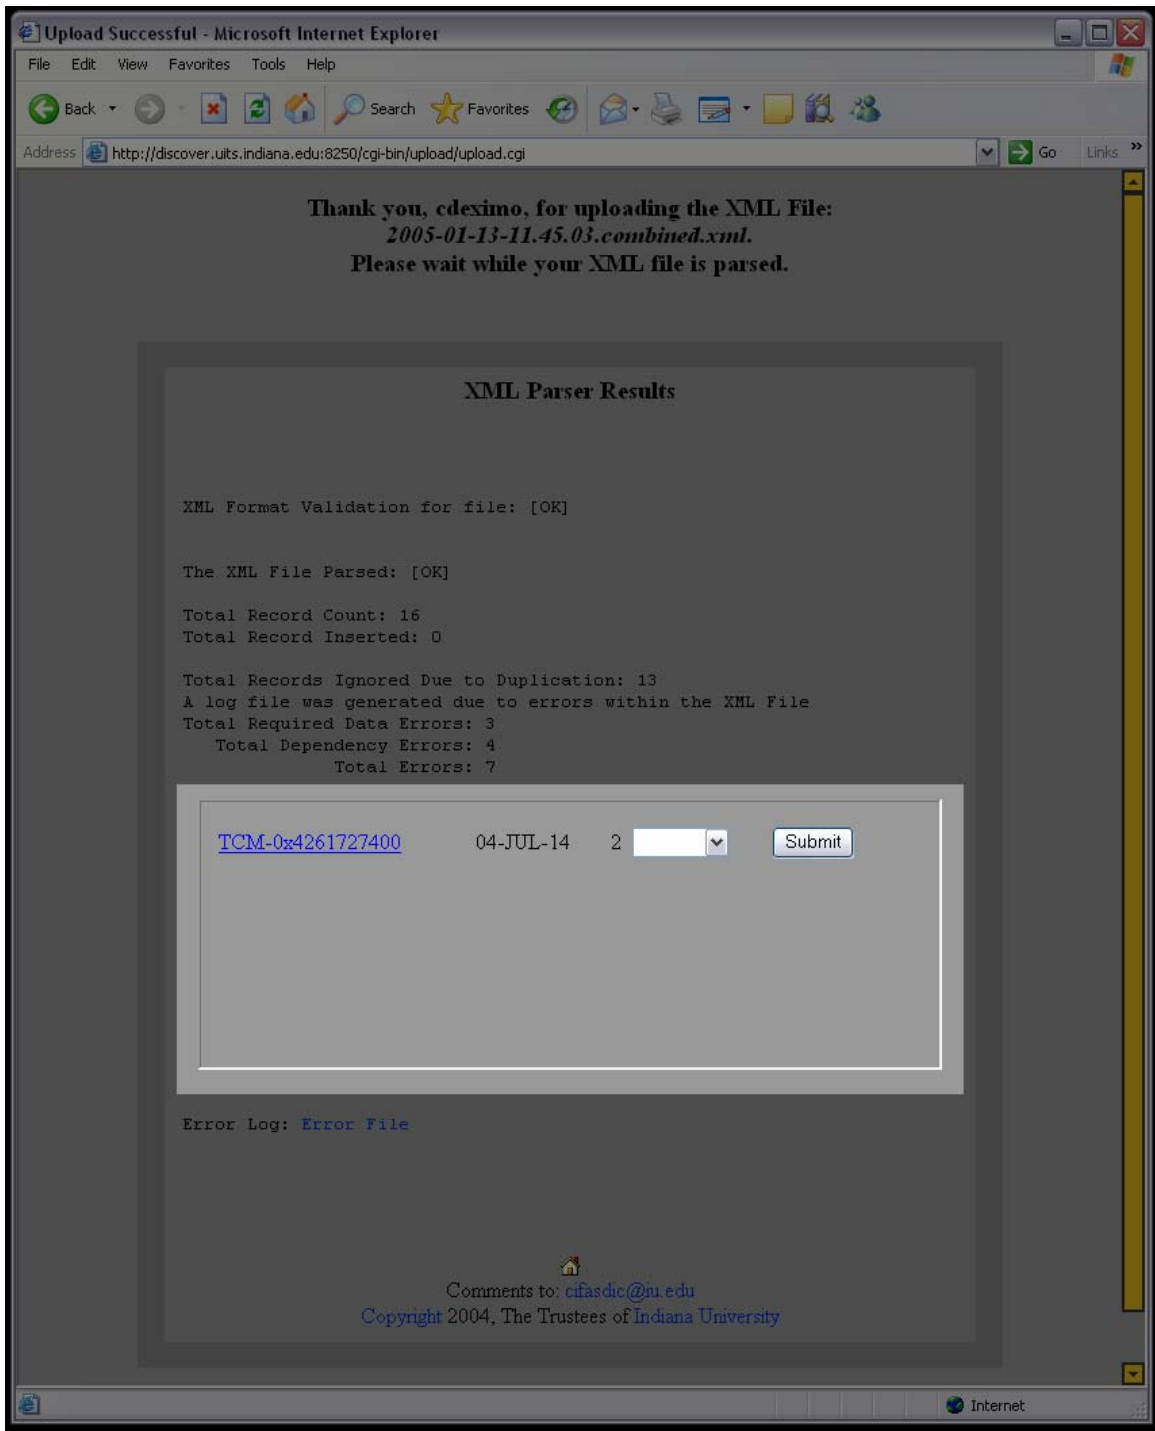 Upload Successful - Microsoft Internet Explorer
File Edit View Favorites Tools Help
Back Search Favorites
Address http://discover.uits.indiana.edu:8250/cgi-bin/upload/upload.cgi Go Links »
Thank you, cdeximo, for uploading the XML File:
2005-01-13-11.45.03.combined.xml.
Please wait while your XML file is parsed.
XML Parser Results
XML Format Validation for file: [OK]
The XML File Parsed: [OK]
Total Record Count: 16
Total Record Inserted: 0
Total Records Ignored Due to Duplication: 13
A log file was generated due to errors within the XML File
Total Required Data Errors: 3
Total Dependency Errors: 4
Total Errors: 7
TCM-0x4261727400 04-JUL-14 2 Submit
Error Log: Error File
Comments to: cifasdic@iu.edu
Copyright 2004, The Trustees of Indiana University
Internet